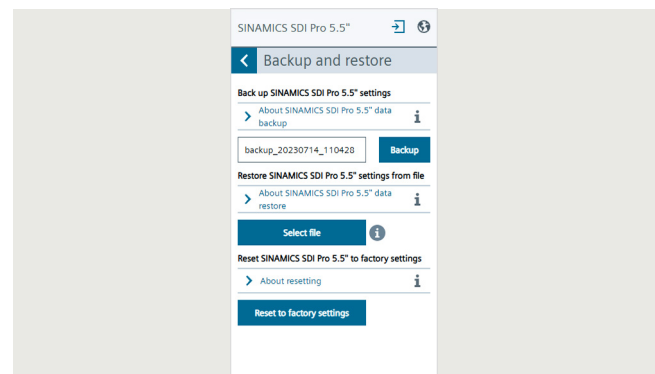 SINAMICS SDI Pro 5.5"
Backup and restore
Back up SINAMICS SDI Pro 5.5" settings
About SINAMICS SDI Pro 5.5" data
backup
backup_20230714_110428
Backup
Restore SINAMICS SDI Pro 5.5" settings from file
About SINAMICS SDI Pro 5.5" data
restore
Select file
Reset SINAMICS SDI Pro 5.5" to factory settings
About resetting
Reset to factory settings